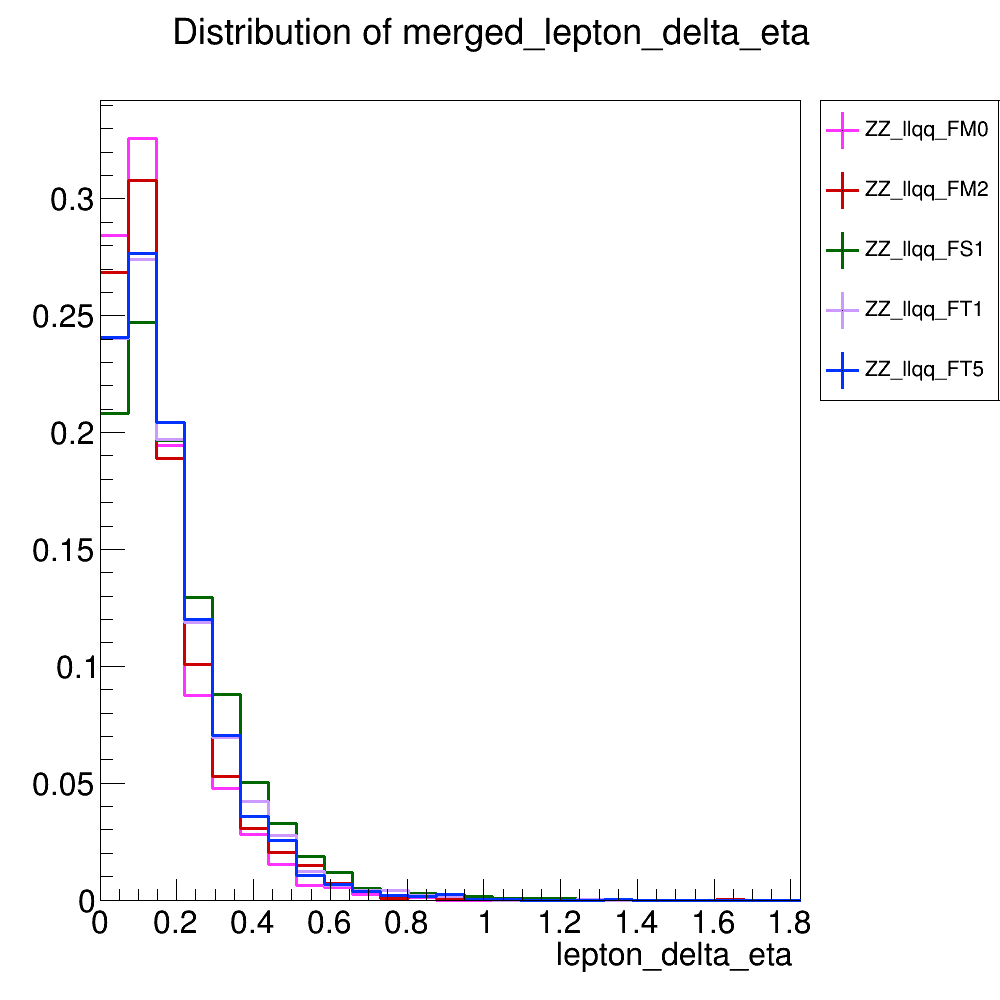 Distribution of merged_lepton_delta_eta
ZZ_llqq_FM0
ZZ_llqq_FM2
ZZ_llqq_FS1
ZZ_llqq_FT1
ZZ_llqq_FT5
0.3
0.25
0.2
0.15
0.1
0.05
0
0 0.2 0.4 0.6 0.8 1 1.2 1.4 1.6 1.8
lepton_delta_eta